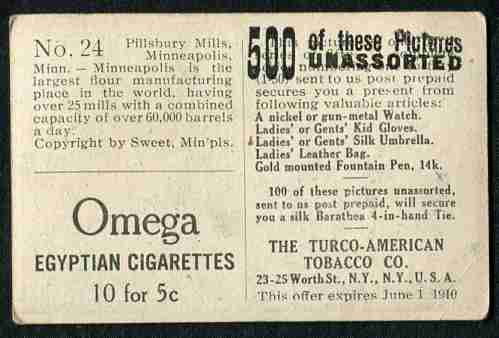 No. 24
Pillsbury Mills,
Minneapolis,
Minn. — Minneapolis is the
largest flour manufacturing
place in the world, having
over 25 mills with a combined
capacity of over 60,000 barrels
a day.
Copyright by Sweet, Min'pls.
Omega
EGYPTIAN CIGARETTES
10 for 5c
500 of these Pictures
UNASSORTED
sent to us post prepaid
secures you a present from
following valuable articles:
A nickel or gun-metal Watch.
Ladies' or Gents' Kid Gloves.
Ladies' or Gents' Silk Umbrella.
Ladies' Leather Bag.
Gold mounted Fountain Pen, 14k.
100 of these pictures unassorted,
sent to us post prepaid, will secure
you a silk Barathea 4-in-hand Tie.
THE TURCO-AMERICAN
TOBACCO CO.
23-25 Worth St., N.Y., N.Y., U.S.A.
This offer expires June 1 1910